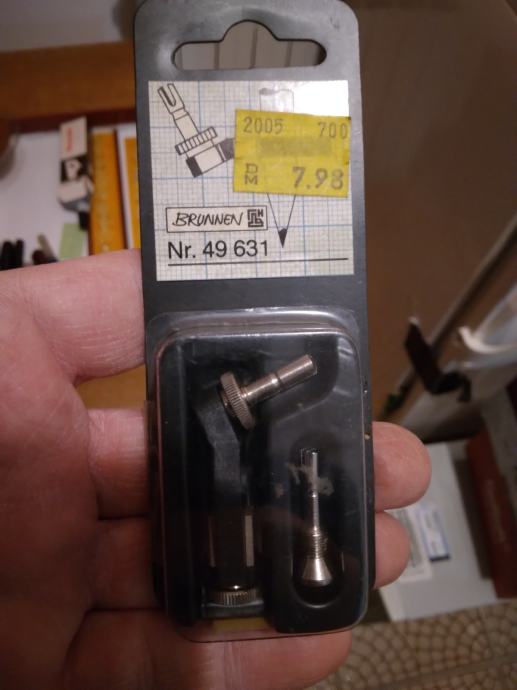 2005 700
DM 7.98
BRUNNEN
Nr. 49 631